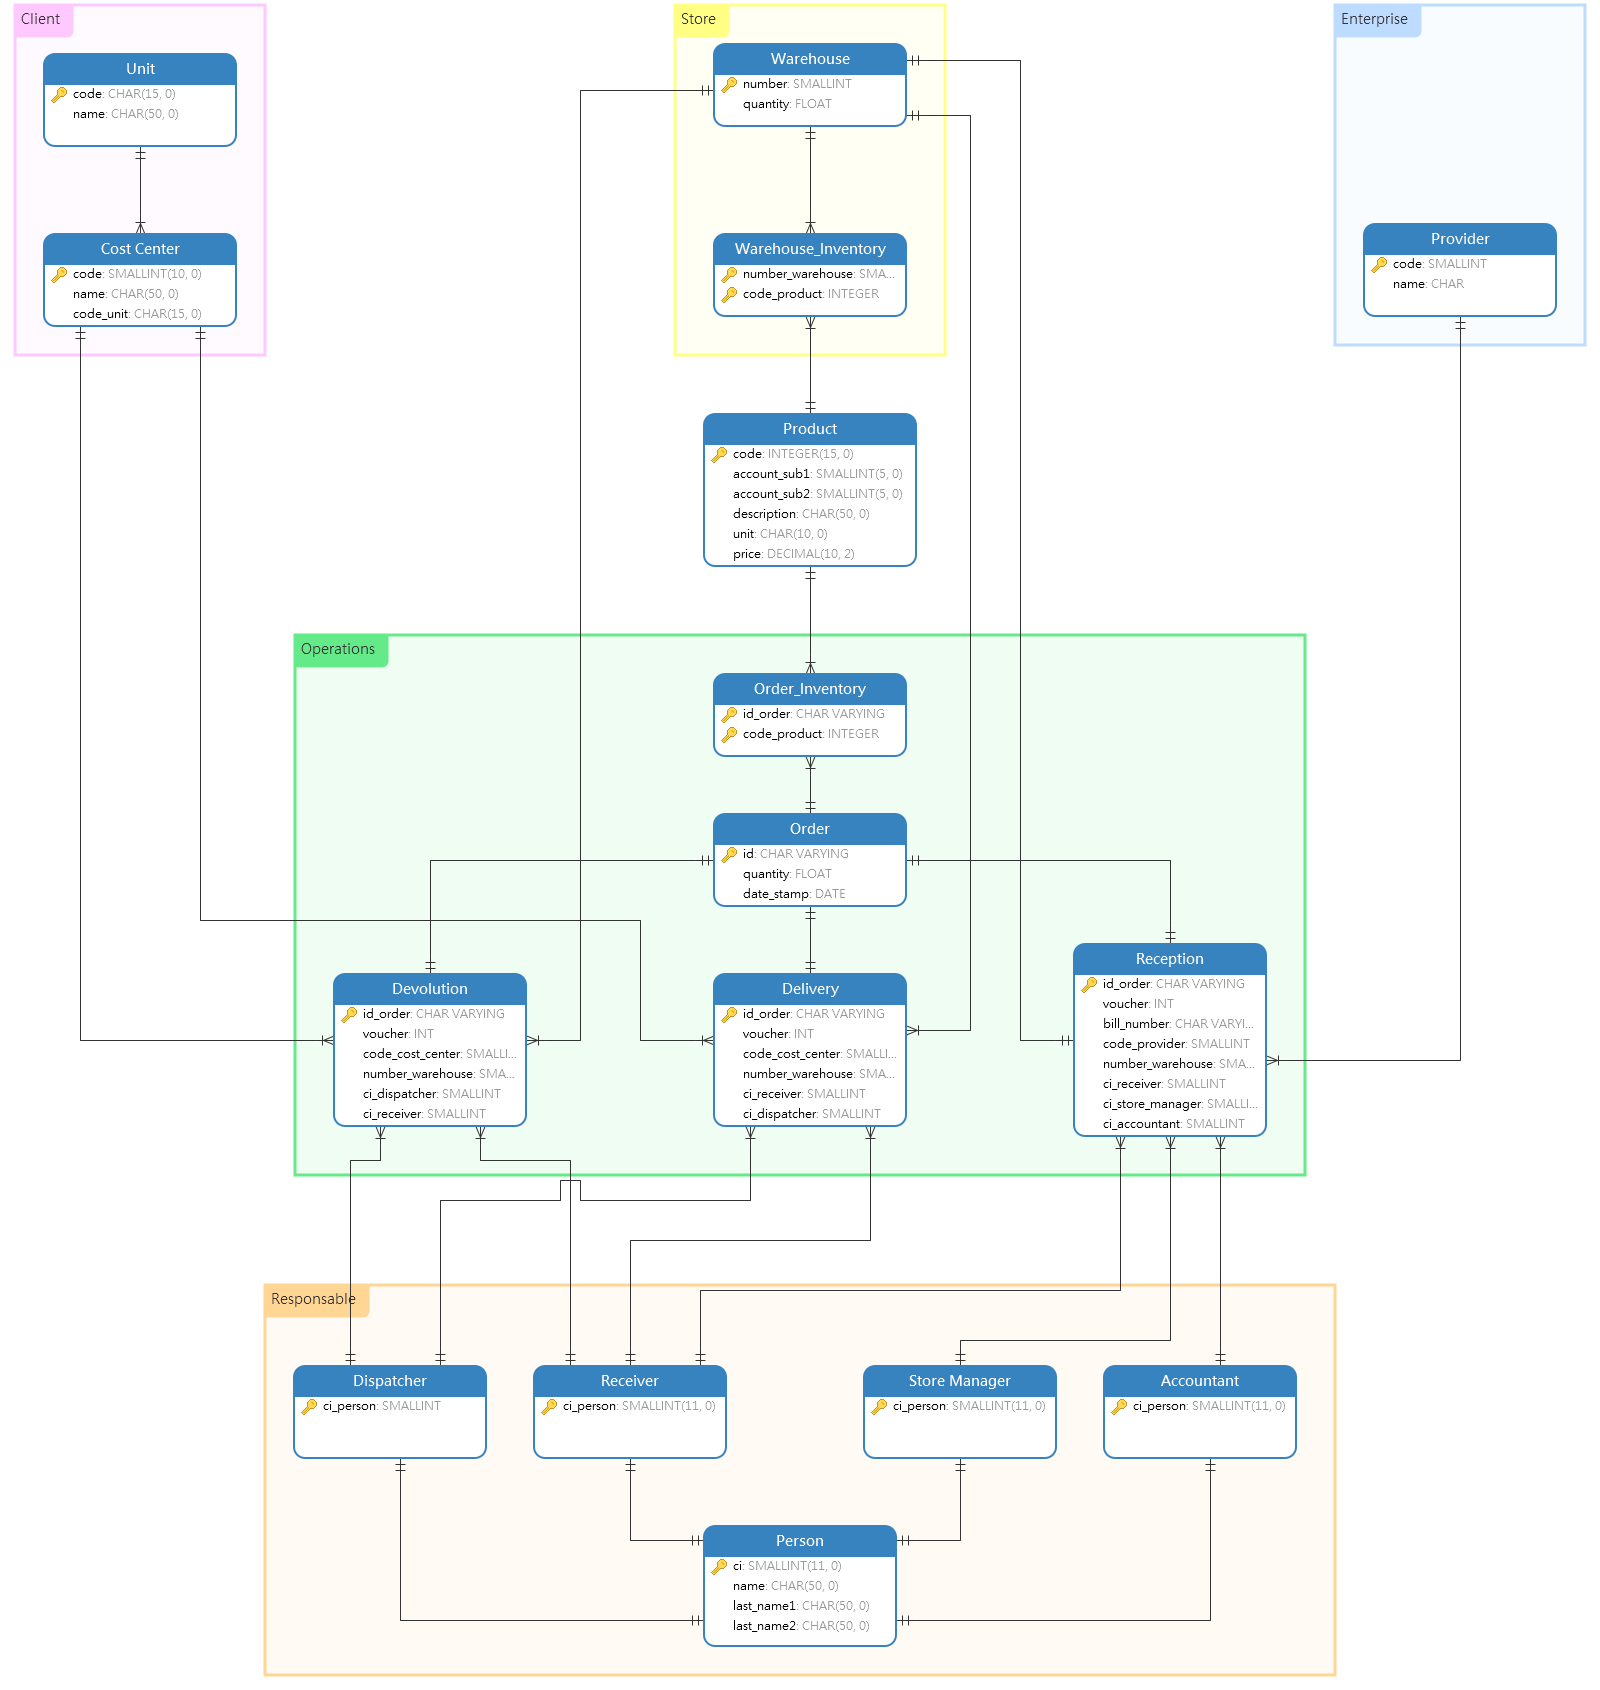 Client
Store
Enterprise
Unit
code: CHAR(15, 0)
name: CHAR(50, 0)
Warehouse
number: SMALLINT
quantity: FLOAT
Cost Center
code: SMALLINT(10, 0)
name: CHAR(50, 0)
code_unit: CHAR(15, 0)
Warehouse_Inventory
number_warehouse: SMA...
code_product: INTEGER
Provider
code: SMALLINT
name: CHAR
Product
code: INTEGER(15, 0)
account_sub1: SMALLINT(5, 0)
account_sub2: SMALLINT(5, 0)
description: CHAR(50, 0)
unit: CHAR(10, 0)
price: DECIMAL(10, 2)
Operations
Order_Inventory
id_order: CHAR VARYING
code_product: INTEGER
Order
id: CHAR VARYING
quantity: FLOAT
date_stamp: DATE
Devolution
id_order: CHAR VARYING
voucher: INT
code_cost_center: SMALLI...
number_warehouse: SMA...
ci_dispatcher: SMALLINT
ci_receiver: SMALLINT
Delivery
id_order: CHAR VARYING
voucher: INT
code_cost_center: SMALLI...
number_warehouse: SMA...
ci_receiver: SMALLINT
ci_dispatcher: SMALLINT
Reception
id_order: CHAR VARYING
voucher: INT
bill_number: CHAR VARYI...
code_provider: SMALLINT
number_warehouse: SMA...
ci_receiver: SMALLINT
ci_store_manager: SMALLI...
ci_accountant: SMALLINT
Responsable
Dispatcher
ci_person: SMALLINT
Receiver
ci_person: SMALLINT(11, 0)
Store Manager
ci_person: SMALLINT(11, 0)
Accountant
ci_person: SMALLINT(11, 0)
Person
ci: SMALLINT(11, 0)
name: CHAR(50, 0)
last_name1: CHAR(50, 0)
last_name2: CHAR(50, 0)